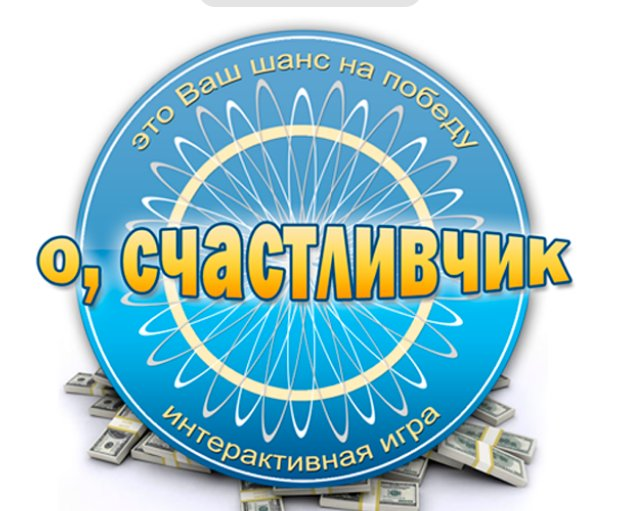 это Ваш шанс на победу
о, счастливчик
интерактивная игра